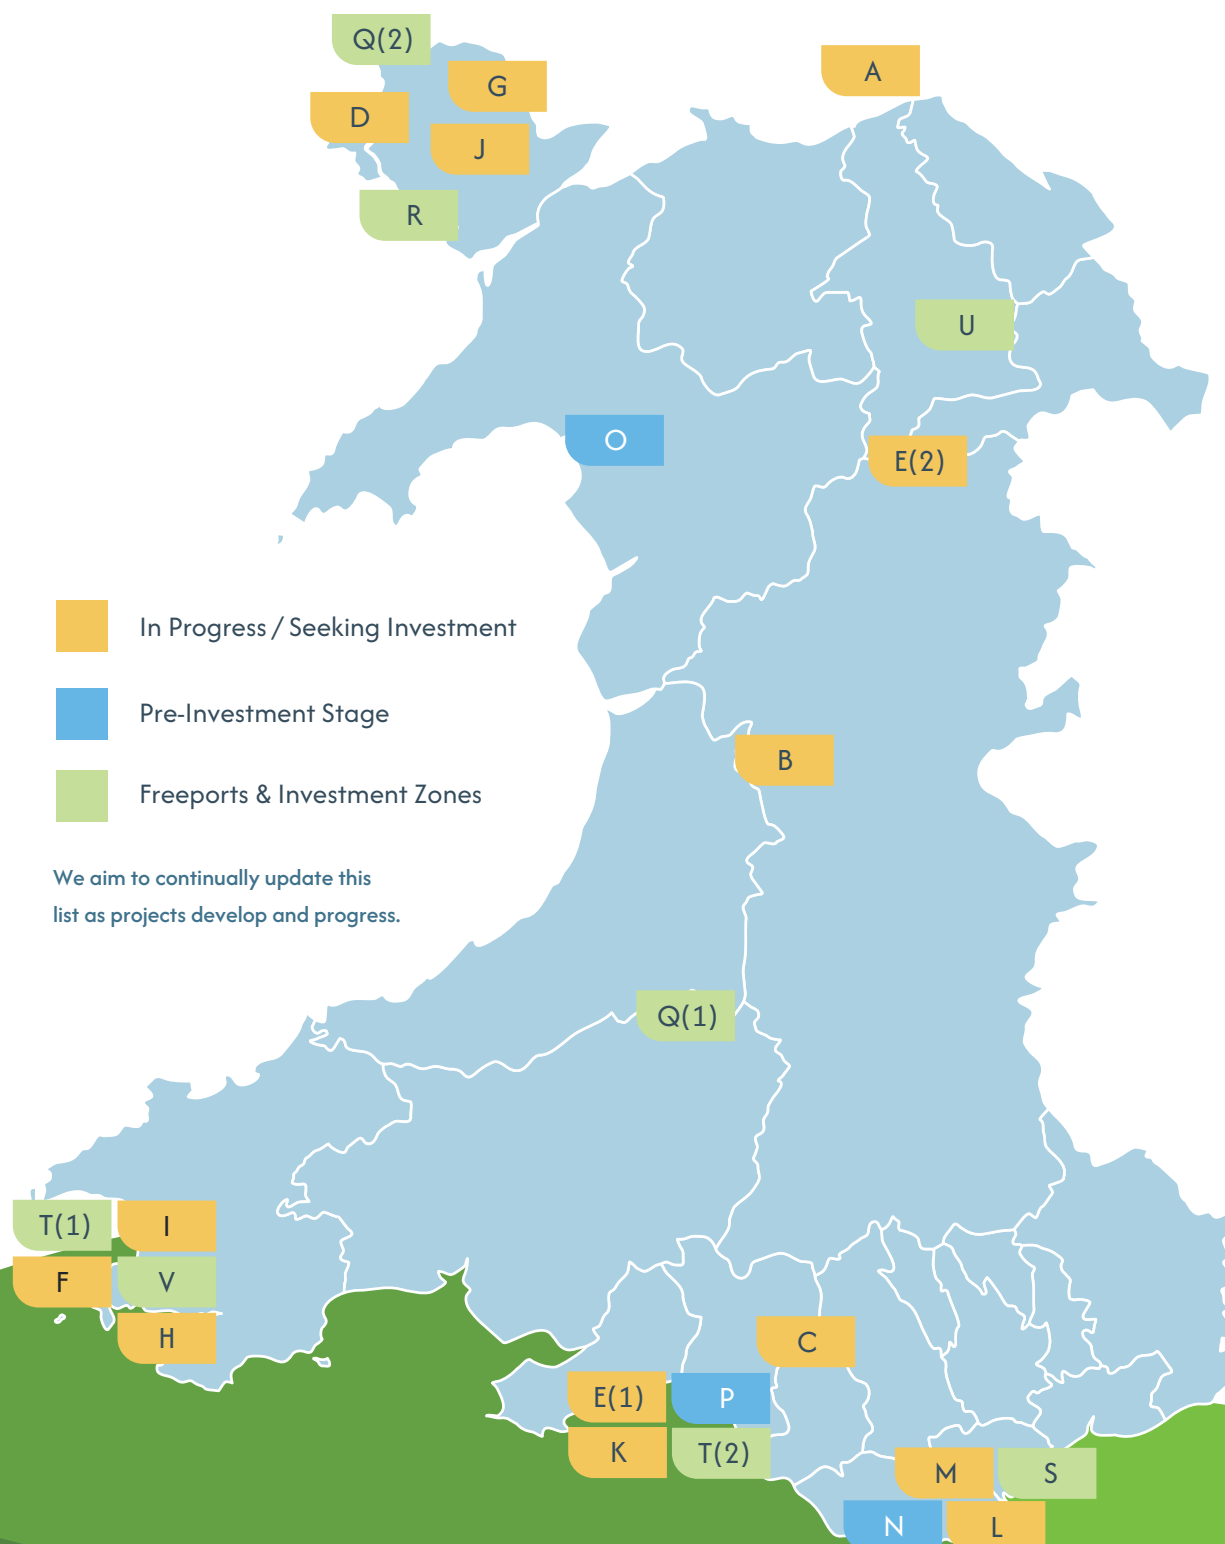 Q(2)
A
G
D
J
R
U
O
E(2)
In Progress / Seeking Investment
Pre-Investment Stage
B
Freeports & Investment Zones
We aim to continually update this
list as projects develop and progress.
Q(1)
T(1)
I
F
V
H
C
E(1)
P
K
T(2)
M
S
N
L